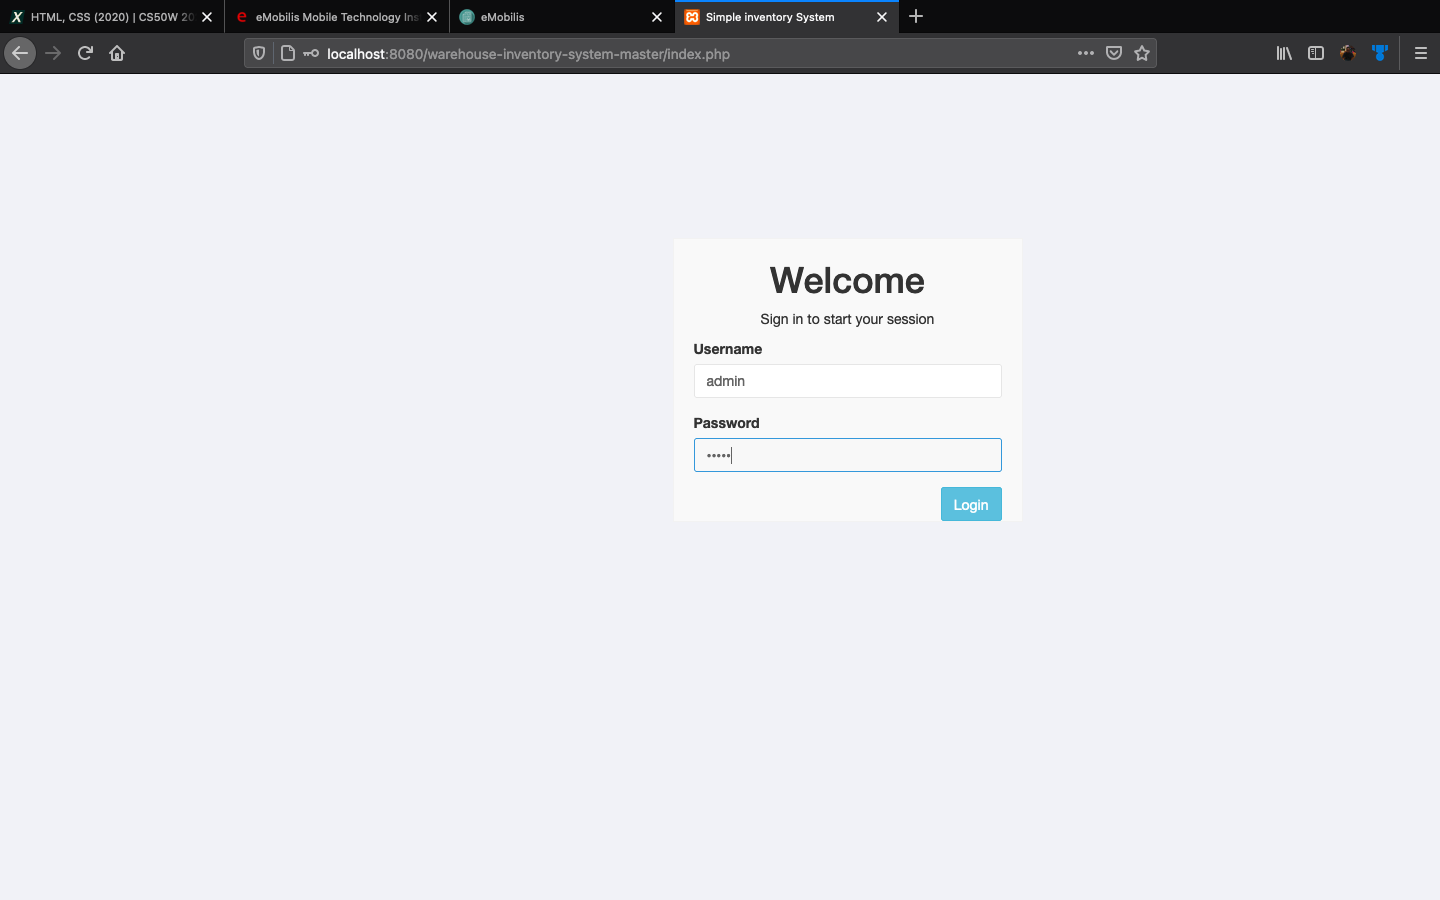 HTML, CSS (2020) | CS50W 20
eMobilis Mobile Technology Ins
eMobilis
Simple inventory System
localhost:8080/warehouse-inventory-system-master/index.php
Welcome
Sign in to start your session
Username
admin
Password
•••••
Login